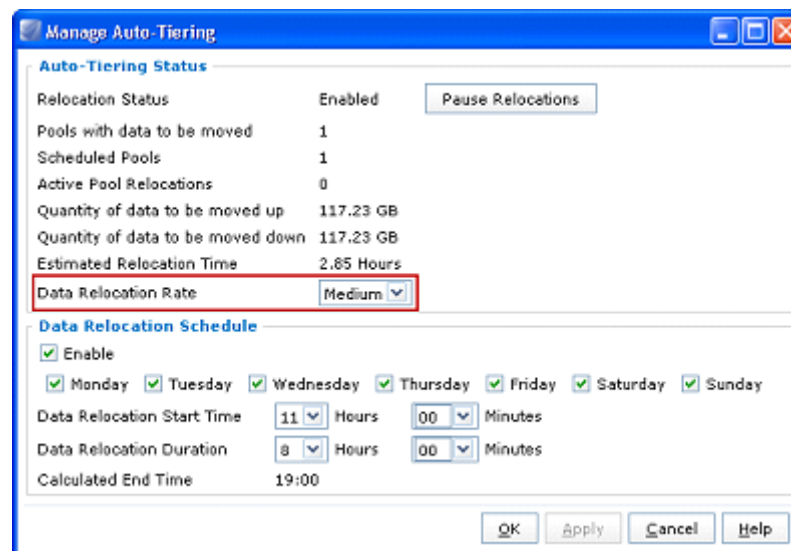 Manage Auto-Tiering
Auto-Tiering Status
Relocation Status Enabled Pause Relocations
Pools with data to be moved 1
Scheduled Pools 1
Active Pool Relocations 0
Quantity of data to be moved up 117.23 GB
Quantity of data to be moved down 117.23 GB
Estimated Relocation Time 2.85 Hours
Data Relocation Rate Medium
Data Relocation Schedule
Enable
Monday Tuesday Wednesday Thursday Friday Saturday Sunday
Data Relocation Start Time 11 Hours 00 Minutes
Data Relocation Duration 8 Hours 00 Minutes
Calculated End Time 19:00
OK Apply Cancel Help